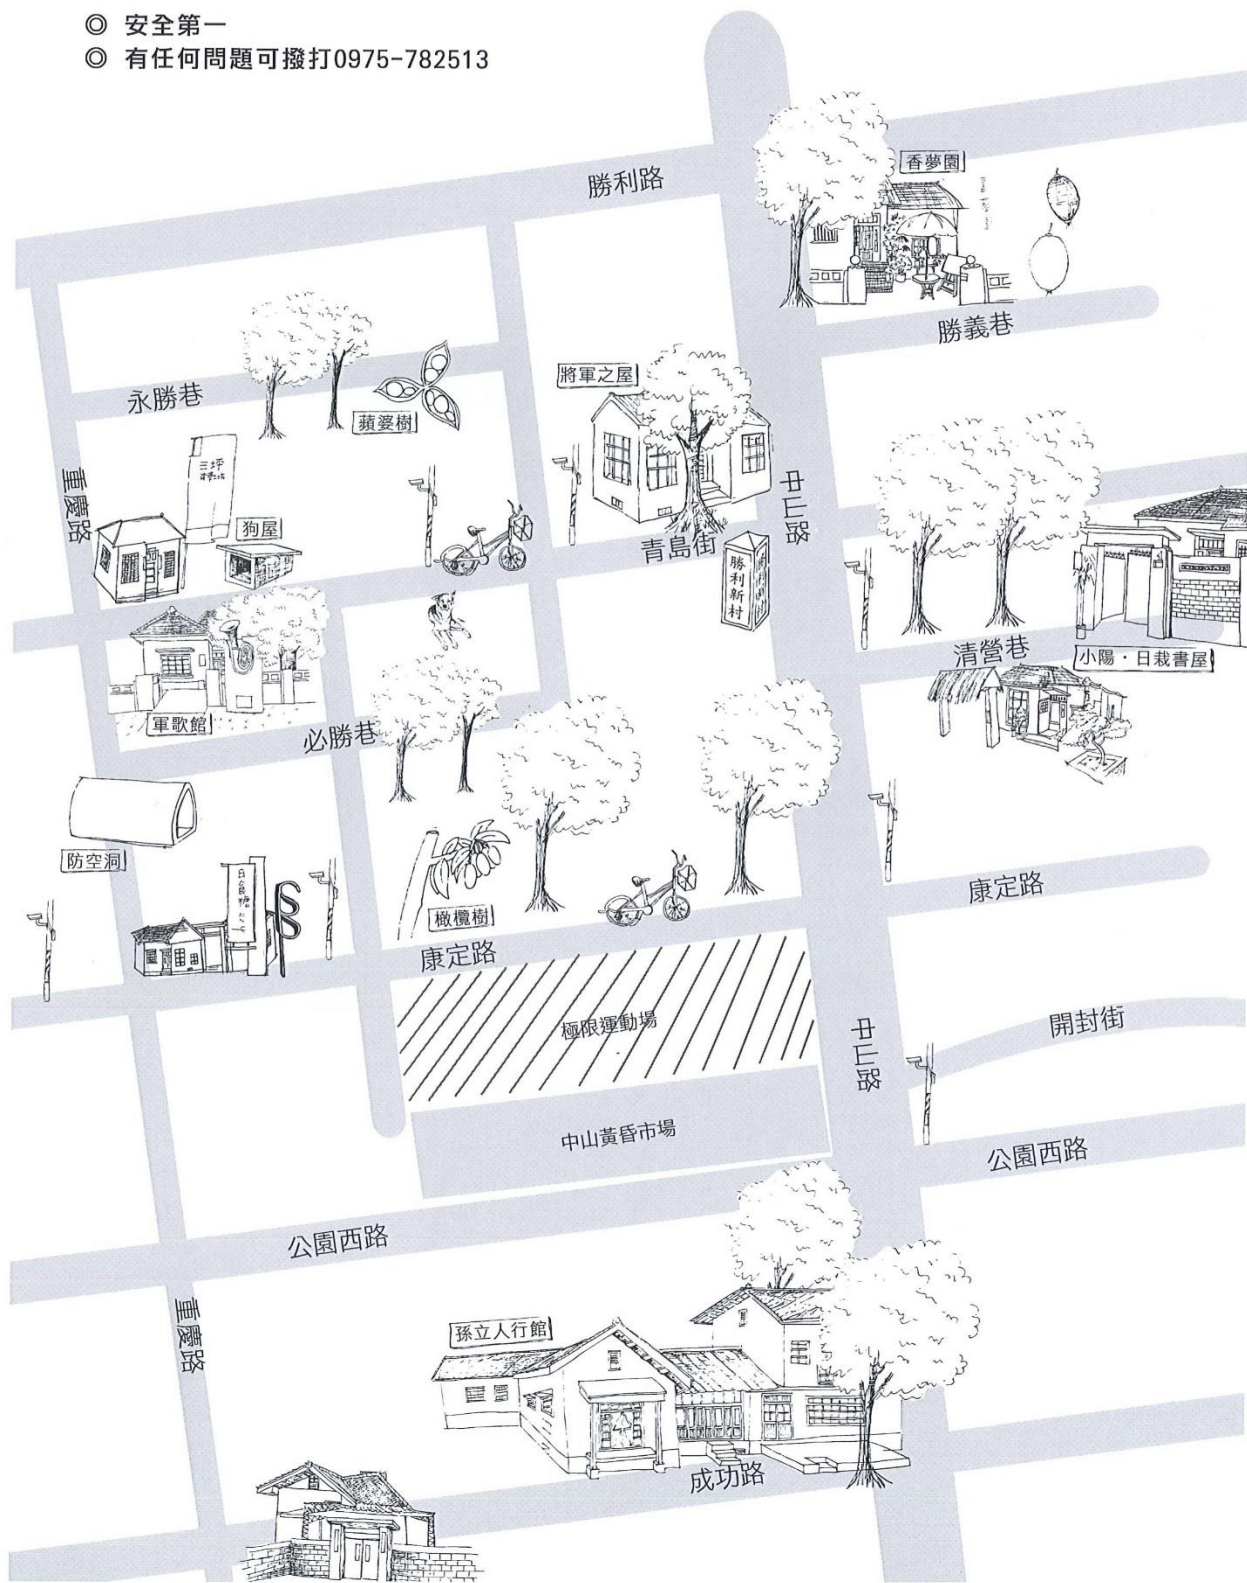 ◎ 安全第一
◎ 有任何問題可撥打0975-782513
勝利路
香夢園
勝義巷
永勝巷
蘋婆樹
將軍之屋
重慶路
三坪
狗屋
中山路
青島街
勝利新村
清營巷
小陽・日栽書屋
軍歌館
必勝巷
防空洞
橄欖樹
康定路
康定路
極限運動場
中山路
開封街
中山黃昏市場
公園西路
公園西路
重慶路
孫立人行館
成功路